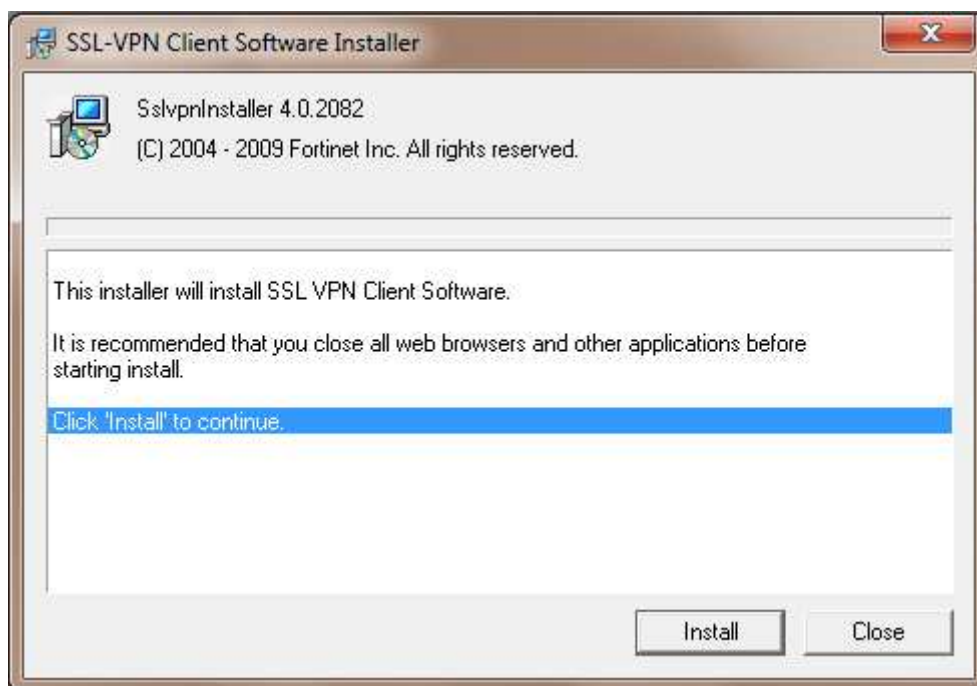 SSL-VPN Client Software Installer
SslvpnInstaller 4.0.2082
(C) 2004 - 2009 Fortinet Inc. All rights reserved.
This installer will install SSL VPN Client Software.
It is recommended that you close all web browsers and other applications before
starting install.
Click 'Install' to continue.
Install
Close